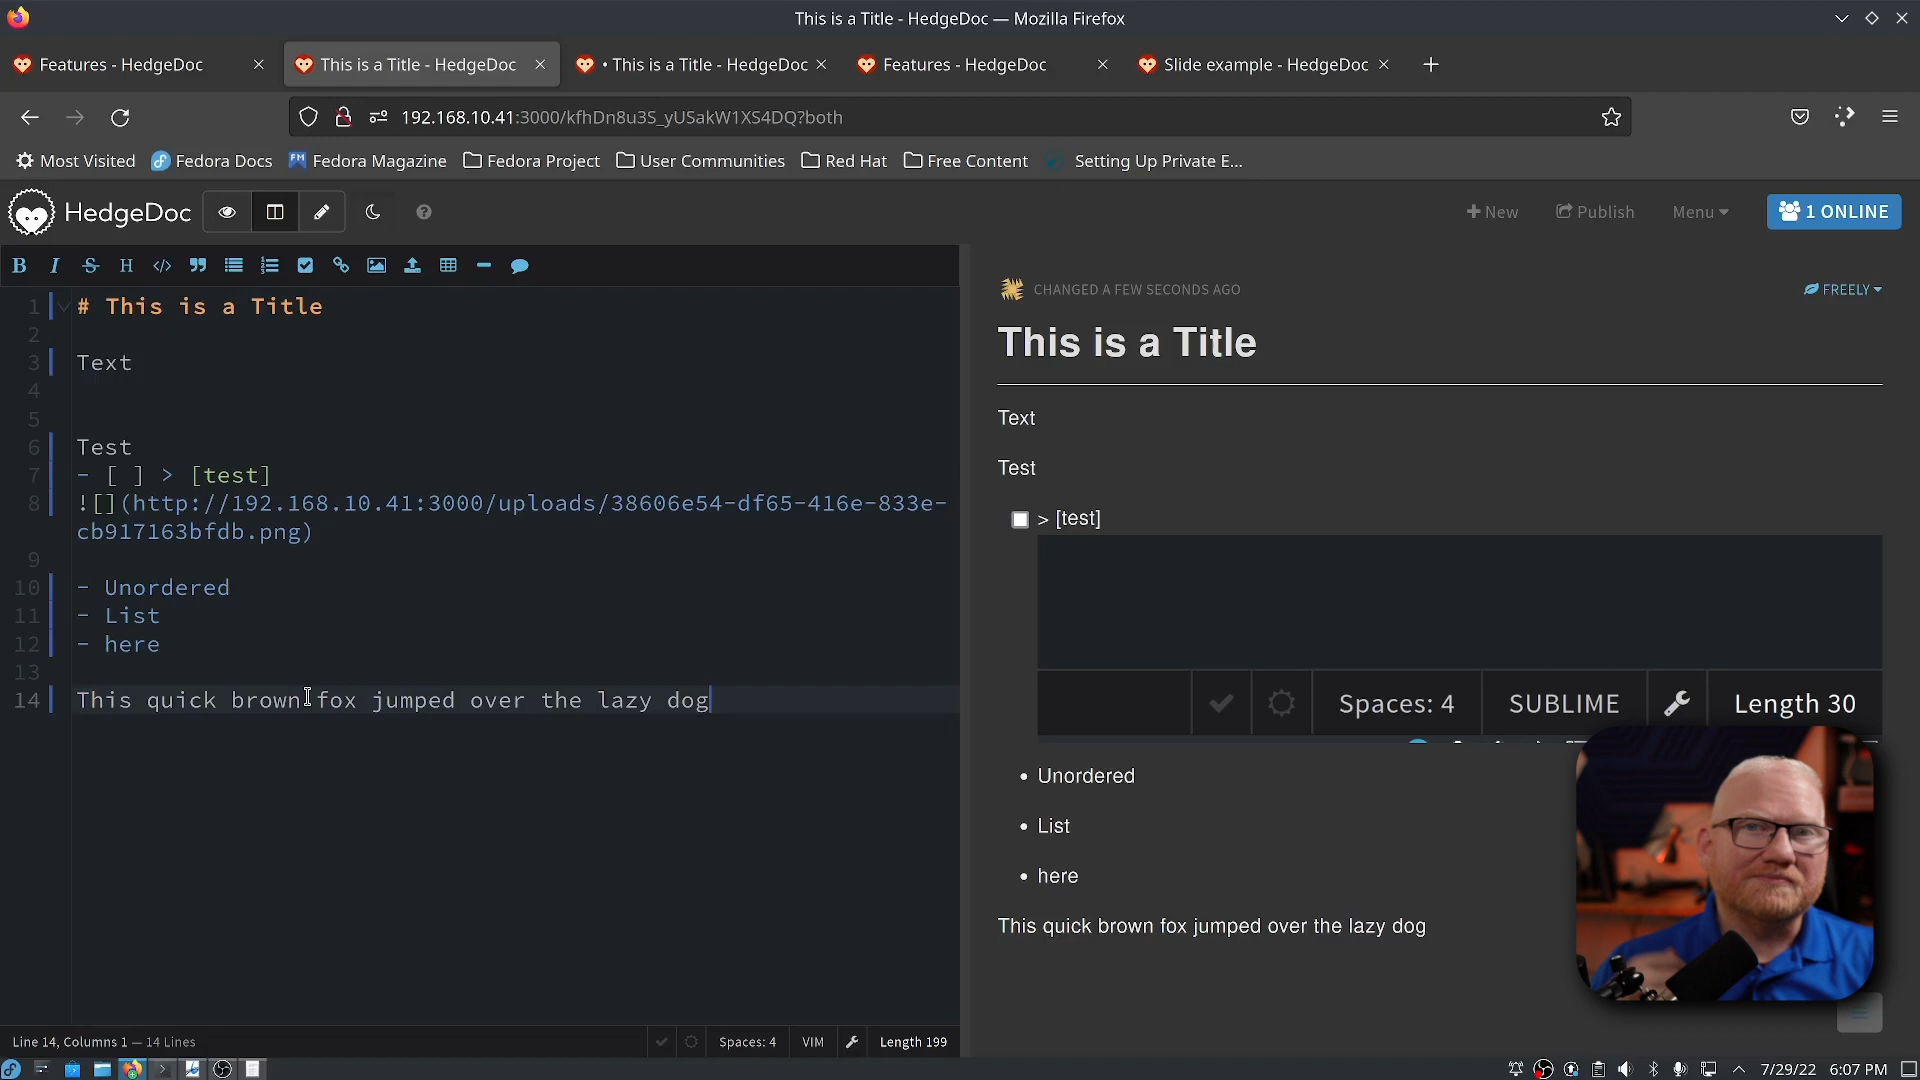 This is a Title - HedgeDoc — Mozilla Firefox
Features - HedgeDoc
This is a Title - HedgeDoc
• This is a Title - HedgeDoc
Features - HedgeDoc
Slide example - HedgeDoc
192.168.10.41:3000/kfhDn8u3S_yUSakW1XS4DQ?both
Most Visited
Fedora Docs
Fedora Magazine
Fedora Project
User Communities
Red Hat
Free Content
Setting Up Private E...
HedgeDoc
New
Publish
Menu
1 ONLINE
1 # This is a Title
2
3 Text
4
5
6 Test
7 - [ ] > [test]
8 ![](http://192.168.10.41:3000/uploads/38606e54-df65-416e-833e-
cb917163bfdb.png)
9
10 - Unordered
11 - List
12 - here
13
14 This quick brown fox jumped over the lazy dog
Line 14, Columns 1 — 14 Lines
Spaces: 4
VIM
Length 199
CHANGED A FEW SECONDS AGO
FREELY
This is a Title
Text
Test
> [test]
Spaces: 4
SUBLIME
Length 30
• Unordered
• List
• here
This quick brown fox jumped over the lazy dog
7/29/22 6:07 PM